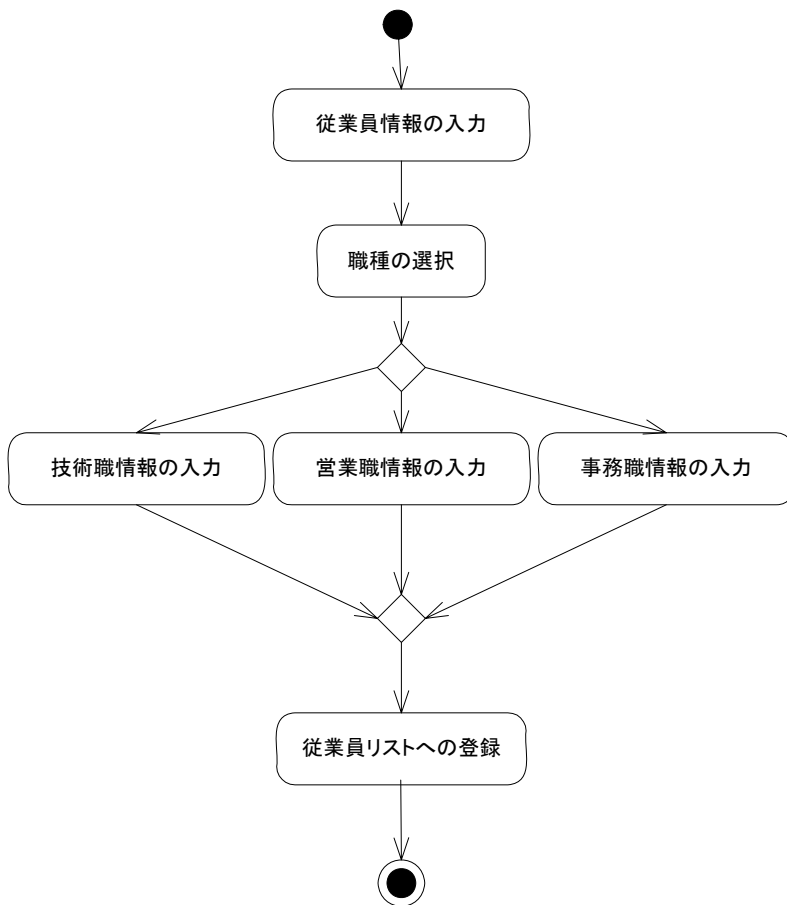 従業員情報の入力
職種の選択
技術職情報の入力
営業職情報の入力
事務職情報の入力
従業員リストへの登録